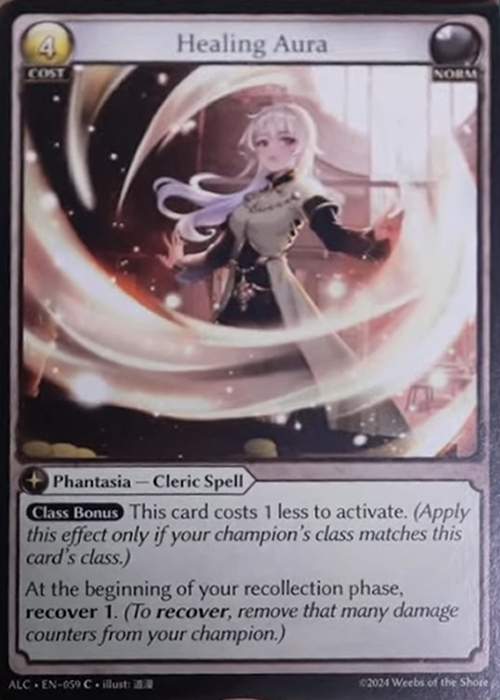 4
COST
Healing Aura
NORM
Phantasia — Cleric Spell
Class Bonus This card costs 1 less to activate. (Apply
this effect only if your champion's class matches this
card's class.)
At the beginning of your recollection phase,
recover 1. (To recover, remove that many damage
counters from your champion.)
ALC • EN-059 C • illust: 道漫
©2024 Weebs of the Shore